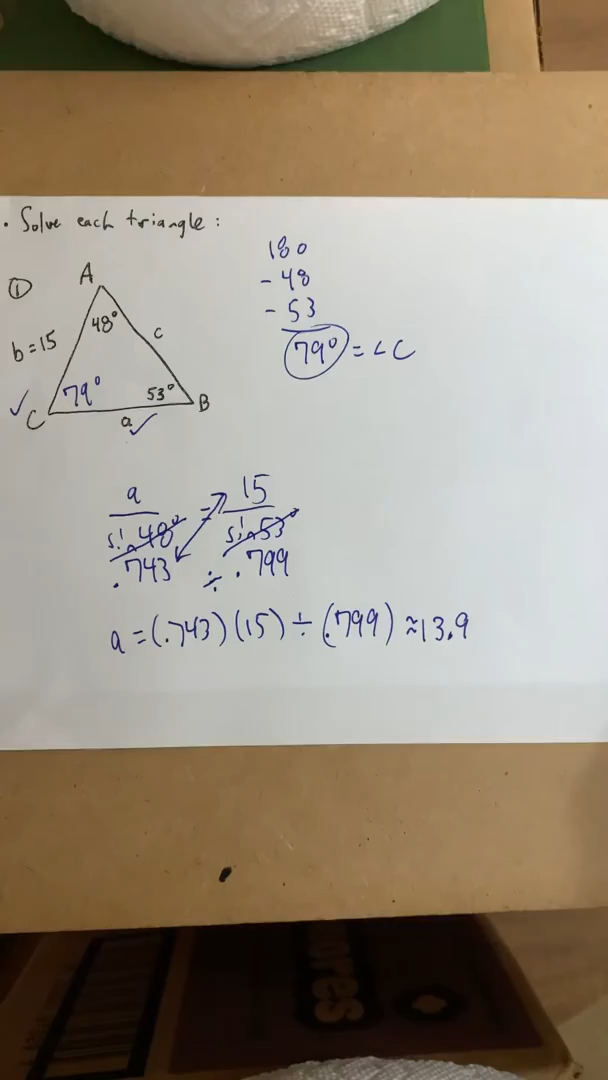 . Solve each triangle :
180
- 48
- 53
79° = ∠C
①
A
48°
b = 15
c
79°
53°
✓
C
B
a ✓
a = 15
sin 48° sin 53°
.743 ÷ .799
a = (.743)(15) ÷ (.799) ≈ 13.9
ores